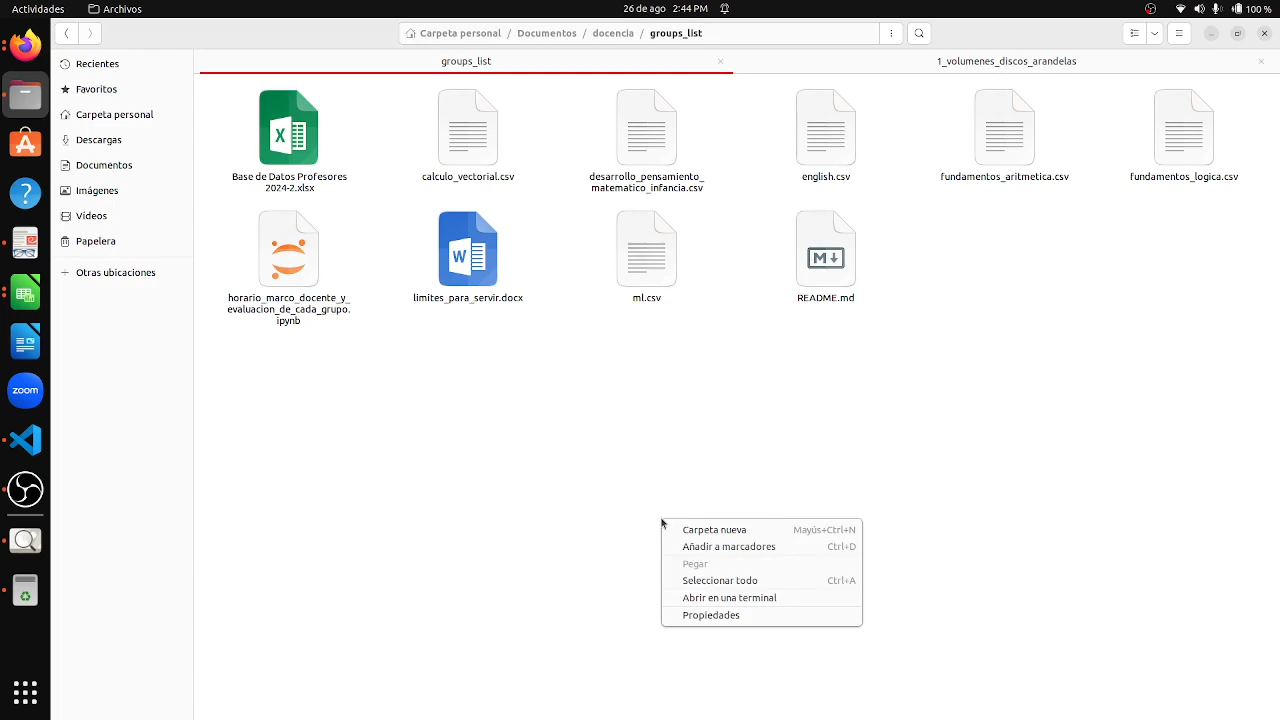 Actividades
Archivos
26 de ago 2:44 PM
100 %
Carpeta personal / Documentos / docencia / groups_list
groups_list
1_volumenes_discos_arandelas
Recientes
Favoritos
Carpeta personal
Descargas
Documentos
Imágenes
Vídeos
Papelera
+ Otras ubicaciones
Base de Datos Profesores
2024-2.xlsx
calculo_vectorial.csv
desarrollo_pensamiento_
matematico_infancia.csv
english.csv
fundamentos_aritmetica.csv
fundamentos_logica.csv
horario_marco_docente_y_
evaluacion_de_cada_grupo.
ipynb
limites_para_servir.docx
ml.csv
README.md
Carpeta nueva Mayús+Ctrl+N
Añadir a marcadores Ctrl+D
Pegar
Seleccionar todo Ctrl+A
Abrir en una terminal
Propiedades
zoom